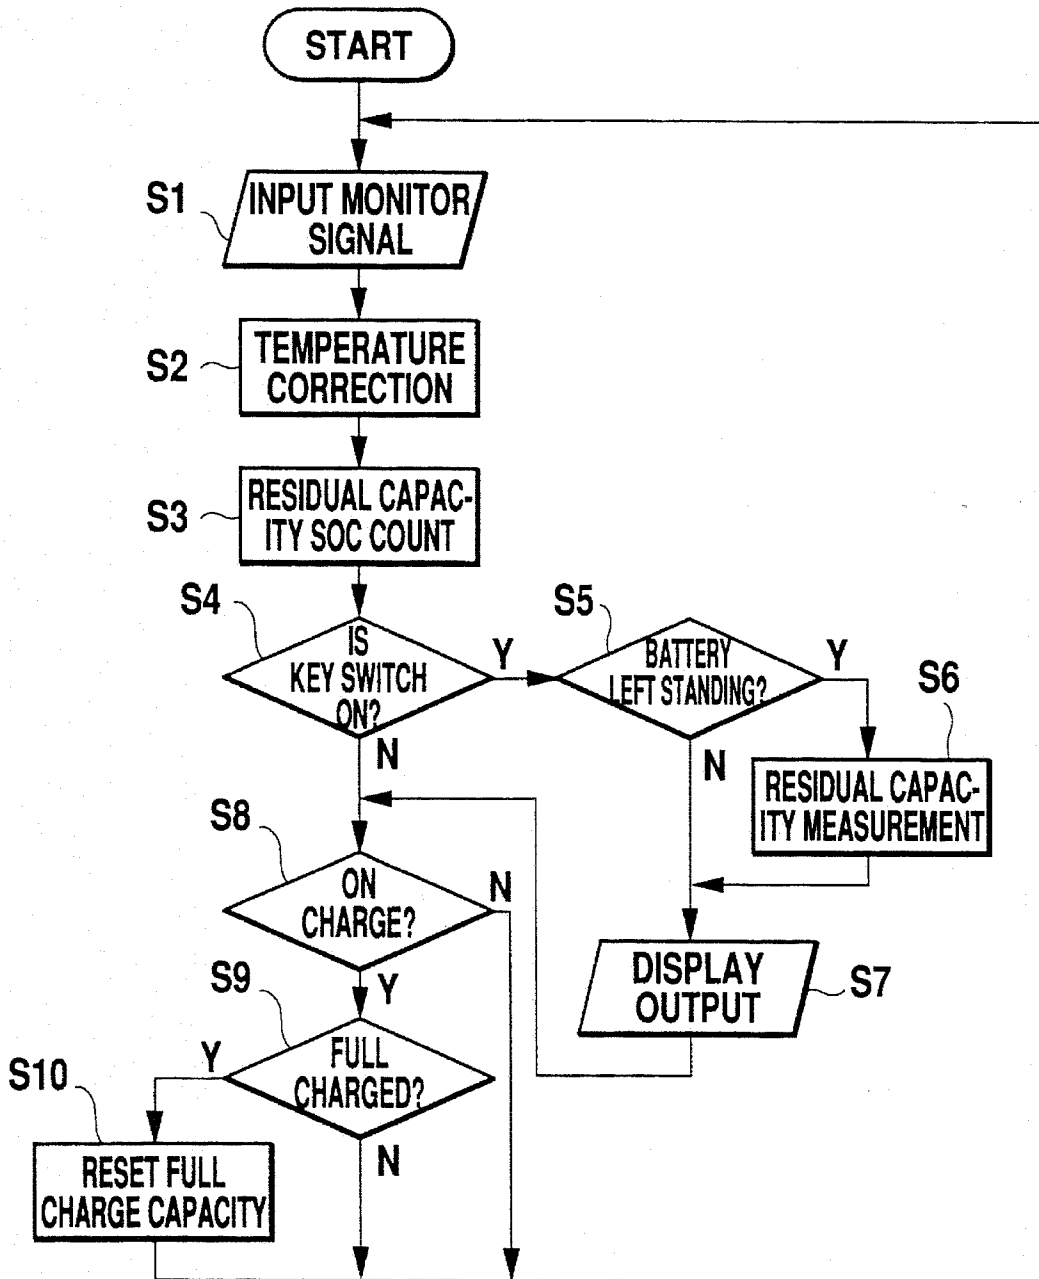 START
S1
INPUT MONITOR
SIGNAL
S2
TEMPERATURE
CORRECTION
S3
RESIDUAL CAPAC-
ITY SOC COUNT
S4
IS
KEY SWITCH
ON?
Y
N
S5
BATTERY
LEFT STANDING?
Y
N
S6
RESIDUAL CAPAC-
ITY MEASUREMENT
DISPLAY
OUTPUT
S7
S8
ON
CHARGE?
N
Y
S9
FULL
CHARGED?
Y
N
S10
RESET FULL
CHARGE CAPACITY